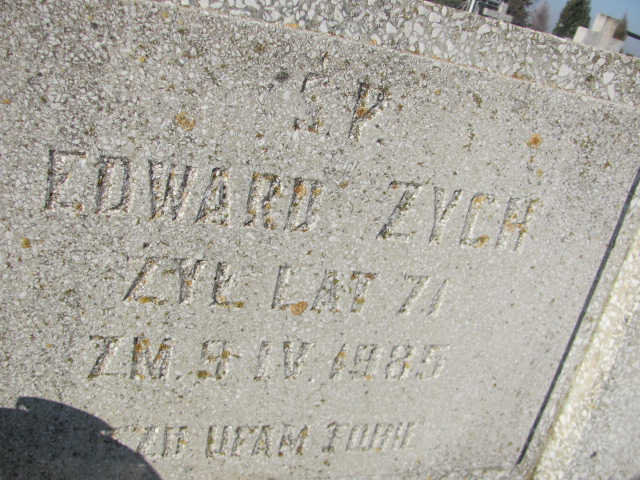 Ś P
EDWARD ZYCH
ŻYŁ LAT 71
ZM. 9.IV.1985
UFAM TOBIE